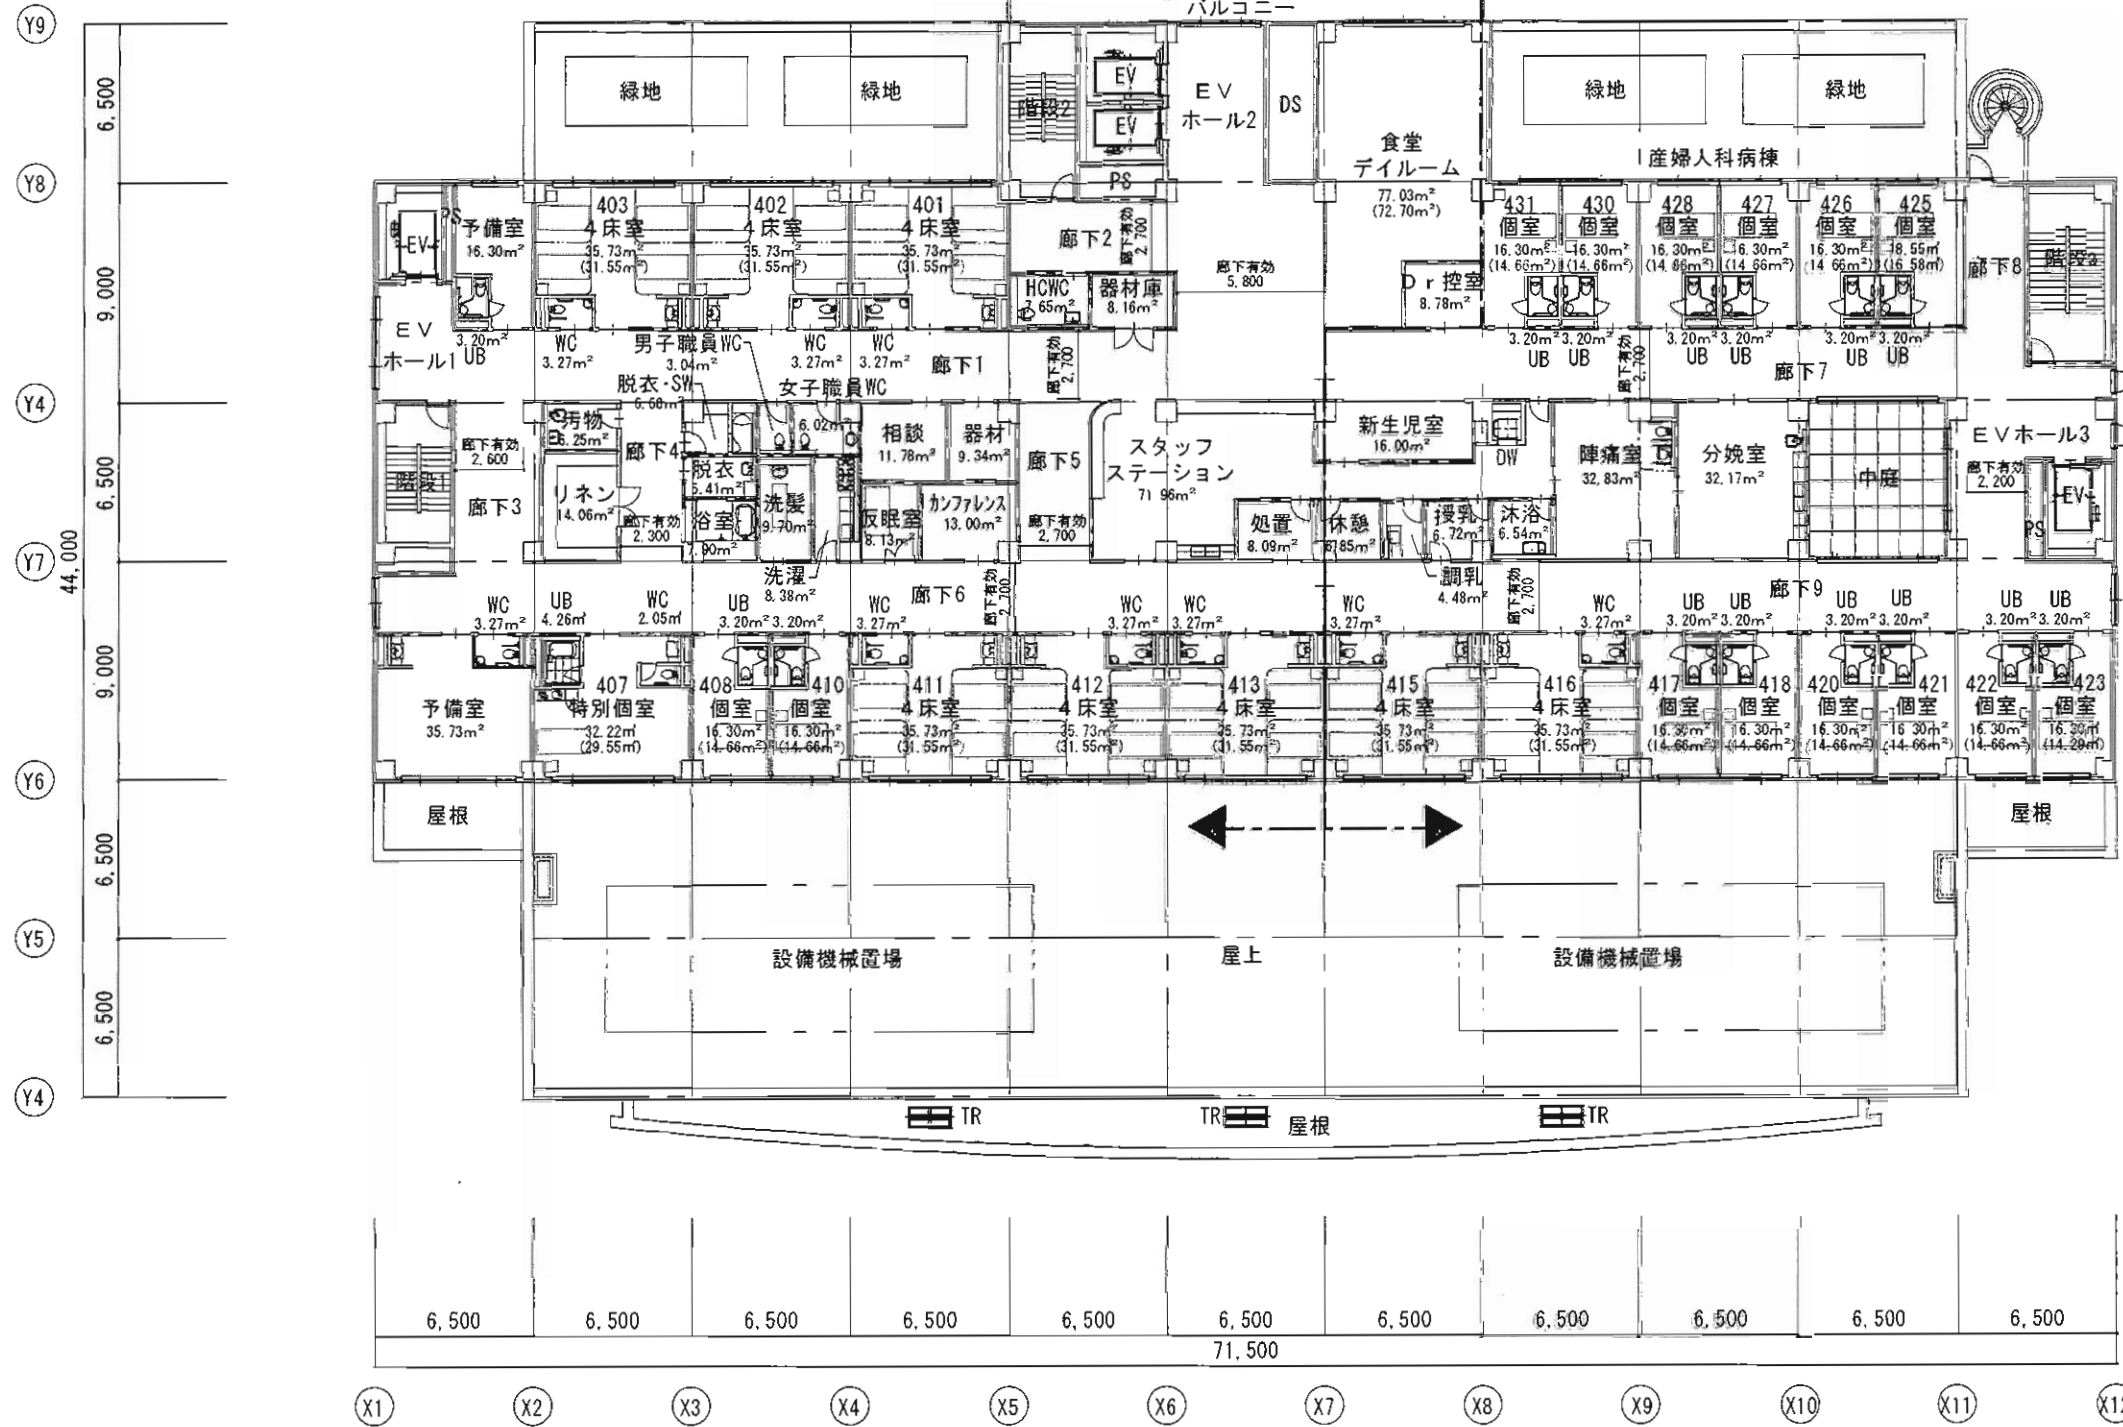 バルコニー
Y9
6,500
緑地
緑地
階段2
EV
EV
EV
ホール2
DS
食堂
デイルーム
77.03m²
(72.70m²)
緑地
緑地
産婦人科病棟
Y8
PS
EV
PS
予備室
16.30m²
403
4床室
35.73m²
(31.55m²)
402
4床室
35.73m²
(31.55m²)
401
4床室
35.73m²
(31.55m²)
廊下2
廊下有効
2,700
廊下有効
5,800
Dr控室
8.78m²
431
個室
16.30m²
(14.66m²)
430
個室
16.30m²
(14.66m²)
428
個室
16.30m²
(14.66m²)
427
個室
16.30m²
(14.66m²)
426
個室
16.30m²
(14.66m²)
425
個室
18.55㎡
(16.58m²)
廊下8
階段3
9,000
HCWC
7.65m²
器材庫
8.16m²
EV
ホール1
3.20m²
UB
WC
3.27m²
男子職員WC
3.04m²
WC
3.27m²
WC
3.27m²
廊下1
廊下有効
2,700
3.20m²
UB
3.20m²
UB
廊下有効
2,700
3.20m²
UB
3.20m²
UB
3.20m²
UB
3.20m²
UB
廊下7
脱衣・SW
6.60m²
女子職員WC
6.02m²
Y4
44,000
6,500
階段1
廊下有効
2,600
廊下3
汚物
6.25m²
リネン
14.06m²
廊下4
廊下有効
2,300
脱衣
5.41m²
浴室
7.90m²
洗髪
9.70m²
相談
11.78m²
器材
9.34m²
仮眠室
8.13m²
カンファレンス
13.00m²
廊下5
廊下有効
2,700
スタッフ
ステーション
71.96m²
処置
8.09m²
新生児室
16.00m²
休憩
6.85m²
DW
授乳
6.72m²
沐浴
6.54m²
陣痛室
32.83m²
分娩室
32.17m²
中庭
EVホール3
廊下有効
2,200
EV
PS
Y7
洗濯
8.38m²
廊下6
廊下有効
2,700
調乳
4.48m²
廊下有効
2,700
廊下9
WC
3.27m²
UB
4.26㎡
WC
2.05㎡
UB
3.20m²
3.20m²
WC
3.27m²
WC
3.27m²
WC
3.27m²
WC
3.27m²
WC
3.27m²
UB
3.20m²
UB
3.20m²
UB
3.20m²
UB
3.20m²
UB
3.20m²
UB
3.20m²
9,000
予備室
35.73m²
407
特別個室
32.22㎡
(29.55㎡)
408
個室
16.30m²
(14.66m²)
410
個室
16.30m²
(14.66m²)
411
4床室
35.73m²
(31.55m²)
412
4床室
35.73m²
(31.55m²)
413
4床室
35.73m²
(31.55m²)
415
4床室
35.73m²
(31.55m²)
416
4床室
35.73m²
(31.55m²)
417
個室
16.30m²
(14.66m²)
418
個室
16.30m²
(14.66m²)
420
個室
16.30m²
(14.66m²)
421
個室
16.30m²
(14.66m²)
422
個室
16.30m²
(14.66m²)
423
個室
16.30㎡
(14.29m²)
Y6
屋根
屋根
6,500
Y5
設備機械置場
屋上
設備機械置場
6,500
Y4
TR
TR
屋根
TR
6,500
6,500
6,500
6,500
6,500
6,500
6,500
6,500
6,500
6,500
6,500
71,500
X1
X2
X3
X4
X5
X6
X7
X8
X9
X10
X11